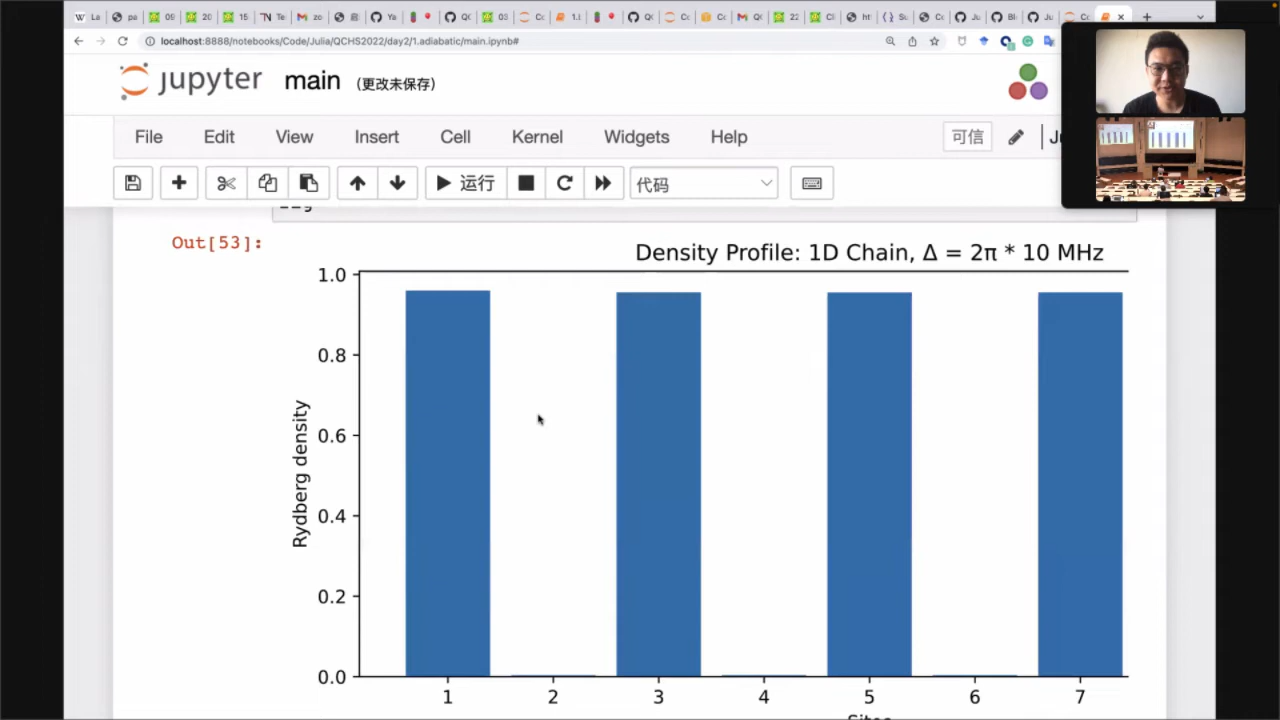 localhost:8888/notebooks/Code/Julia/QCHS2022/day2/1.adiabatic/main.ipynb#
jupyter main (更改未保存)
File Edit View Insert Cell Kernel Widgets Help 可信
运行 代码
Out[53]:
Density Profile: 1D Chain, Δ = 2π * 10 MHz
1.0
0.8
0.6
0.4
0.2
0.0
Rydberg density
1 2 3 4 5 6 7